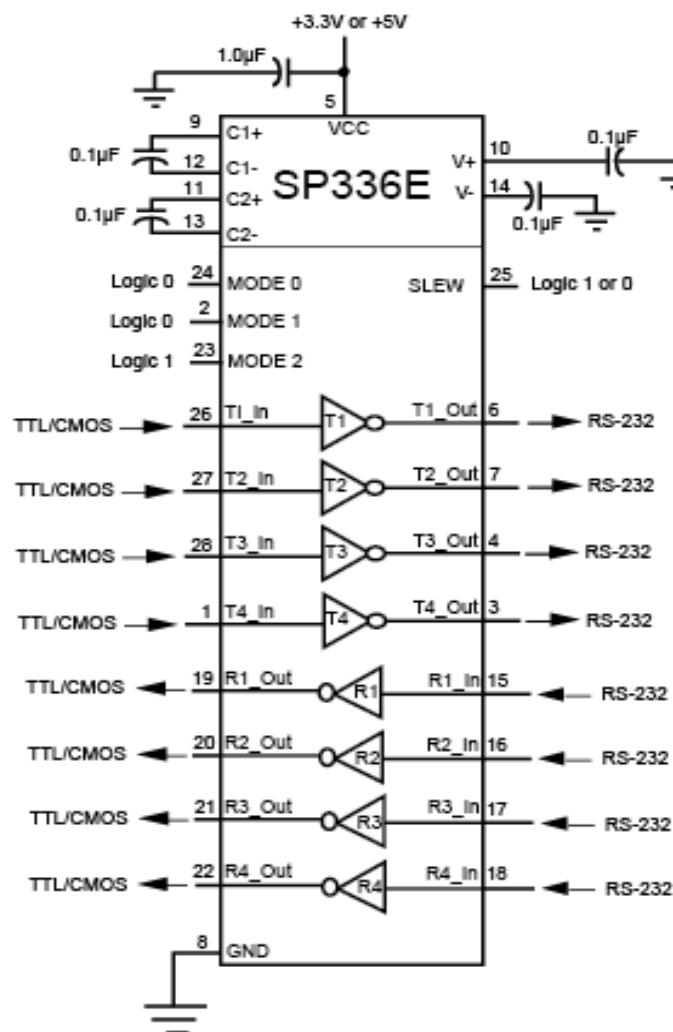 +3.3V or +5V
1.0µF
5
VCC
9 C1+
0.1µF
12 C1-
11 C2+
0.1µF
13 C2-
SP336E
V+ 10 0.1µF
V- 14
0.1µF
Logic 0 24 MODE 0 SLEW 25 Logic 1 or 0
Logic 0 2 MODE 1
Logic 1 23 MODE 2
TTL/CMOS 26 TI_In T1 T1_Out 6 RS-232
TTL/CMOS 27 T2_In T2 T2_Out 7 RS-232
TTL/CMOS 28 T3_In T3 T3_Out 4 RS-232
TTL/CMOS 1 T4_In T4 T4_Out 3 RS-232
TTL/CMOS 19 R1_Out R1 R1_In 15 RS-232
TTL/CMOS 20 R2_Out R2 R2_In 16 RS-232
TTL/CMOS 21 R3_Out R3 R3_In 17 RS-232
TTL/CMOS 22 R4_Out R4 R4_In 18 RS-232
8 GND